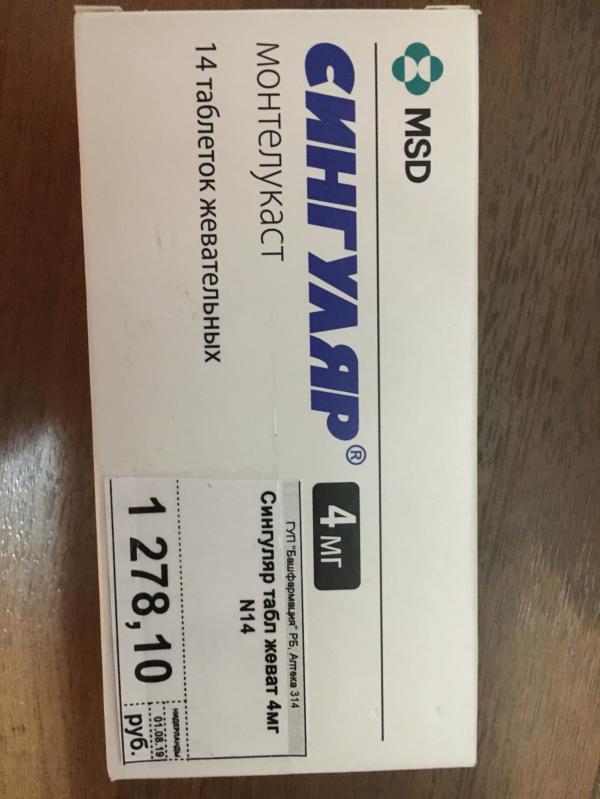 MSD
СИНГУЛЯР®
4 мг
монтелукаст
14 таблеток жевательных
ГУП "Башфармация" РБ, Аптека 314
Сингуляр табл жеват 4мг
N14
НИДЕРЛАНДЫ
01.08.19
1 278,10 руб.